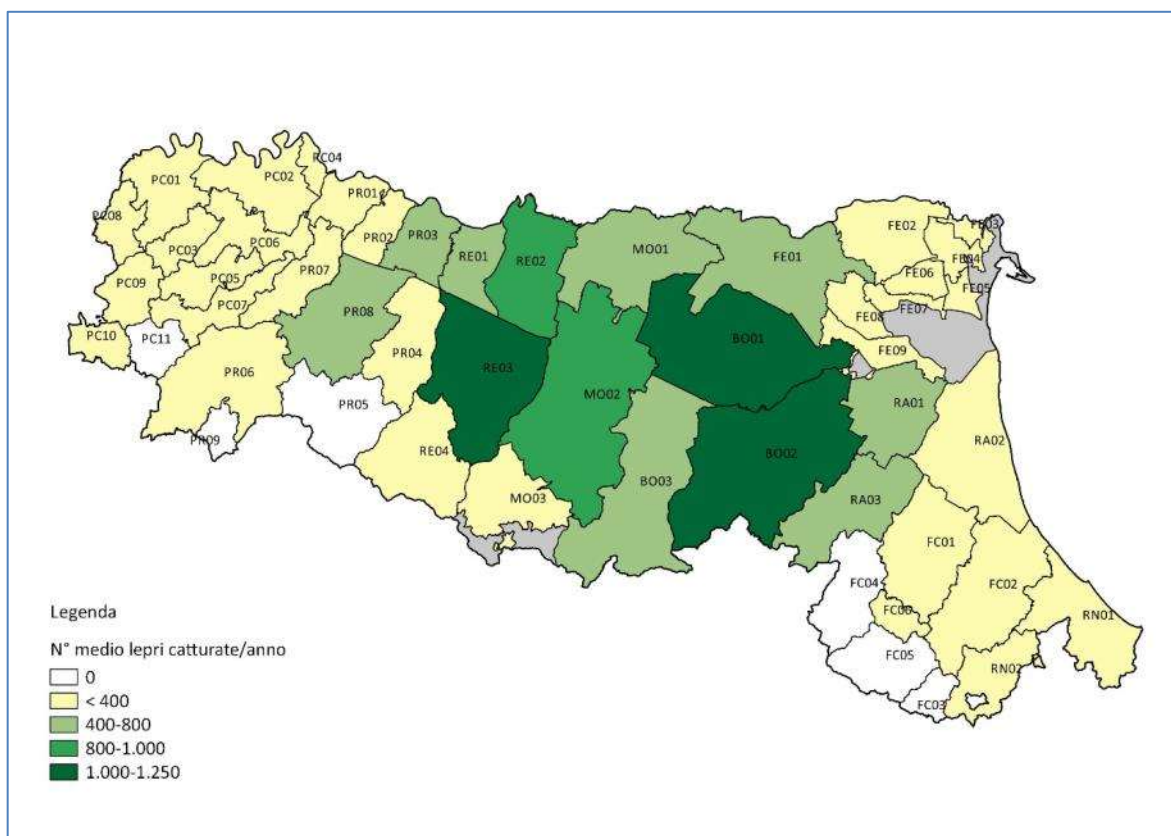 PC04
PC01
PC02
PR01
PC08
PC03
PC06
PR02
PR03
RE01
RE02
MO01
FE01
FE02
FE03
FE04
FE06
FE05
PC09
PC05
PR07
PC07
FE07
FE08
PC10
PC11
PR08
PR04
RE03
BO01
FE09
PR06
PR05
MO02
RA01
PR09
RE04
MO03
BO03
BO02
RA02
RA03
FC01
FC04
FC02
FC06
RN01
FC05
RN02
FC03
Legenda
N° medio lepri catturate/anno
0
< 400
400-800
800-1.000
1.000-1.250